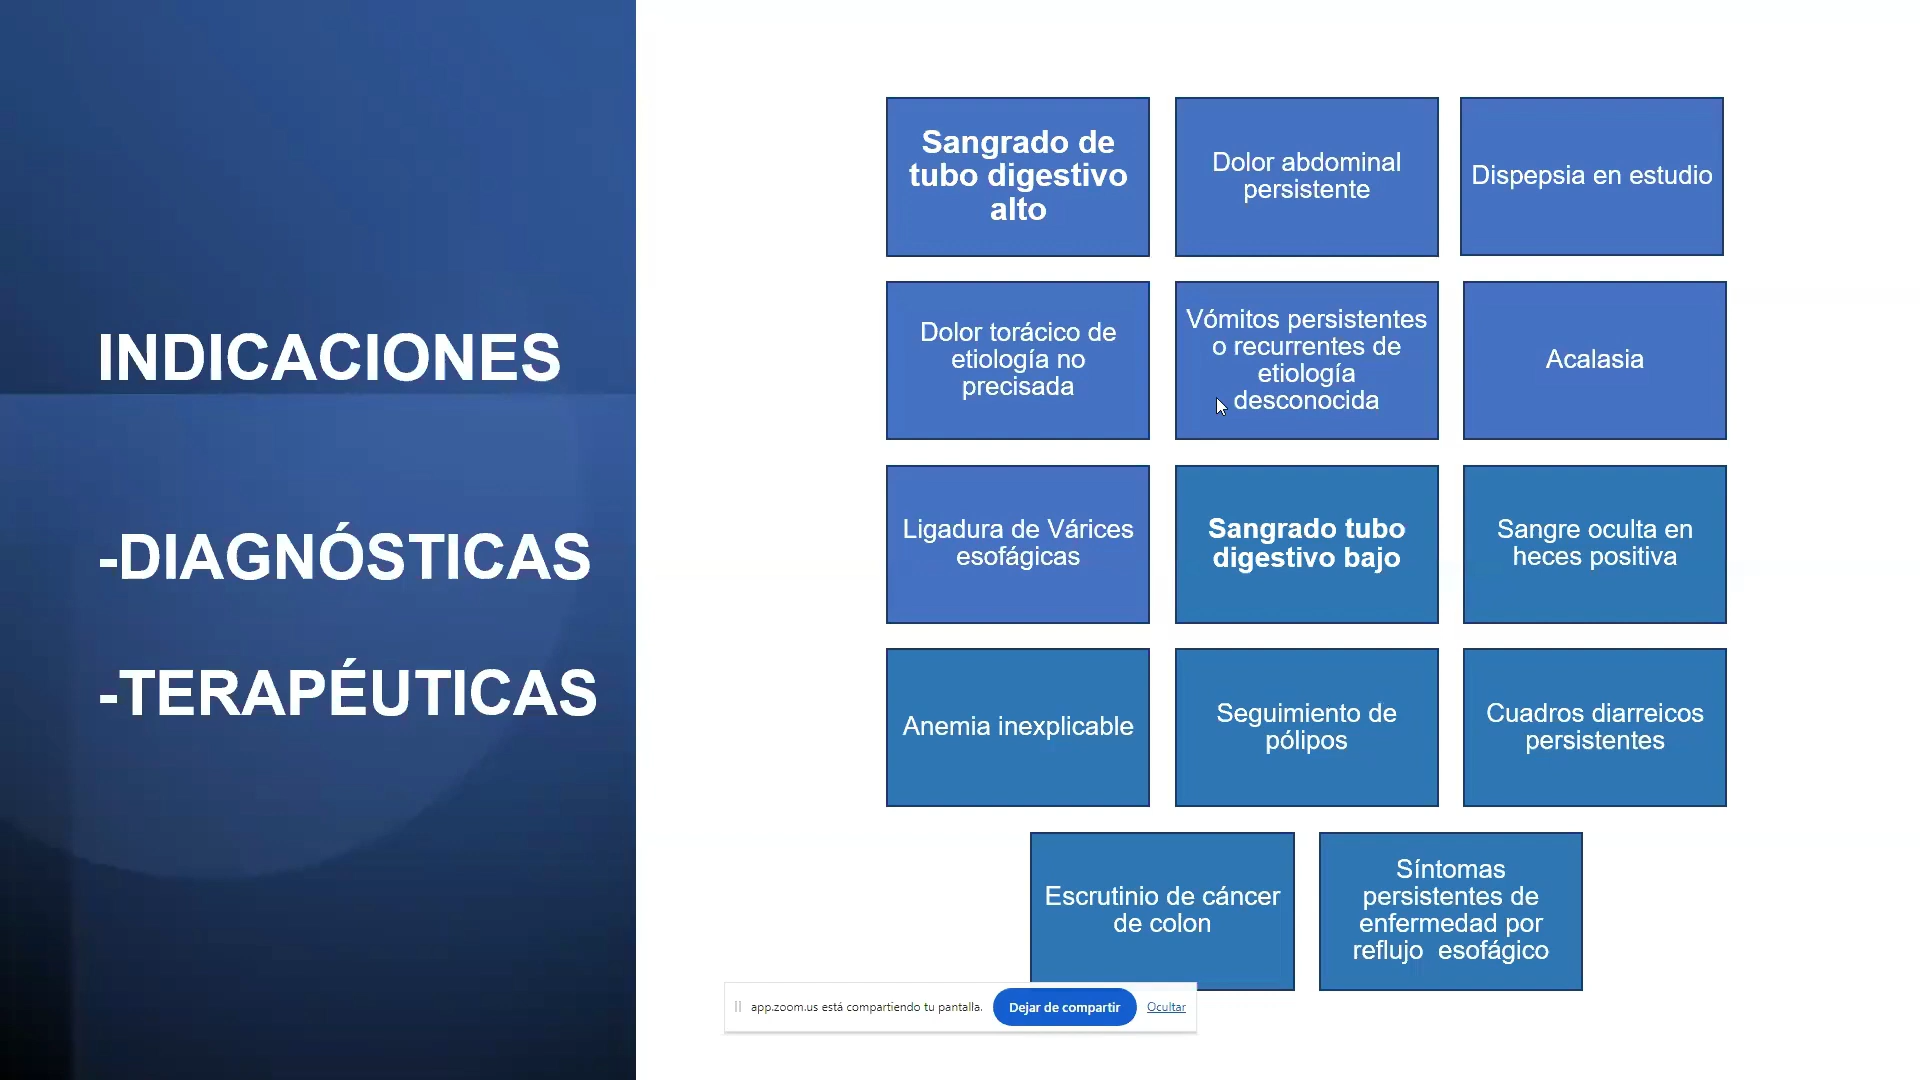 INDICACIONES
-DIAGNÓSTICAS
-TERAPÉUTICAS
Sangrado de
tubo digestivo
alto
Dolor abdominal
persistente
Dispepsia en estudio
Dolor torácico de
etiología no
precisada
Vómitos persistentes
o recurrentes de
etiología
desconocida
Acalasia
Ligadura de Várices
esofágicas
Sangrado tubo
digestivo bajo
Sangre oculta en
heces positiva
Anemia inexplicable
Seguimiento de
pólipos
Cuadros diarreicos
persistentes
Escrutinio de cáncer
de colon
Síntomas
persistentes de
enfermedad por
reflujo  esofágico
app.zoom.us está compartiendo tu pantalla. Dejar de compartir Ocultar